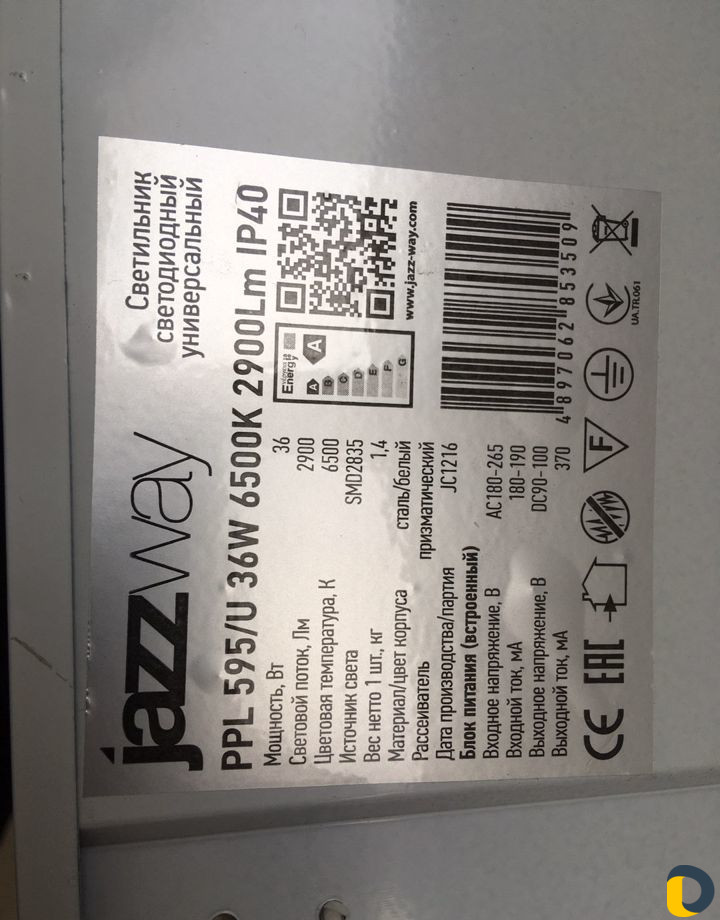 jazzway
Светильник
светодиодный
универсальный
PPL 595/U 36W 6500K 2900Lm IP40
Мощность, Вт 36
Световой поток, Лм 2900
Цветовая температура, К 6500
Источник света SMD2835
Вес нетто 1 шт., кг 1,4
Материал/цвет корпуса сталь/белый
Рассеиватель призматический
Дата производства/партия JC1216
Блок питания (встроенный)
Входное напряжение, В AC180-265
Входной ток, мА 180-190
Выходное напряжение, В DC90-100
Выходной ток, мА 370
Energy
A
A
B
C
D
E
F
G
www.jazz-way.com
4 897062 853509
CE EAC
F
UA.TR.061